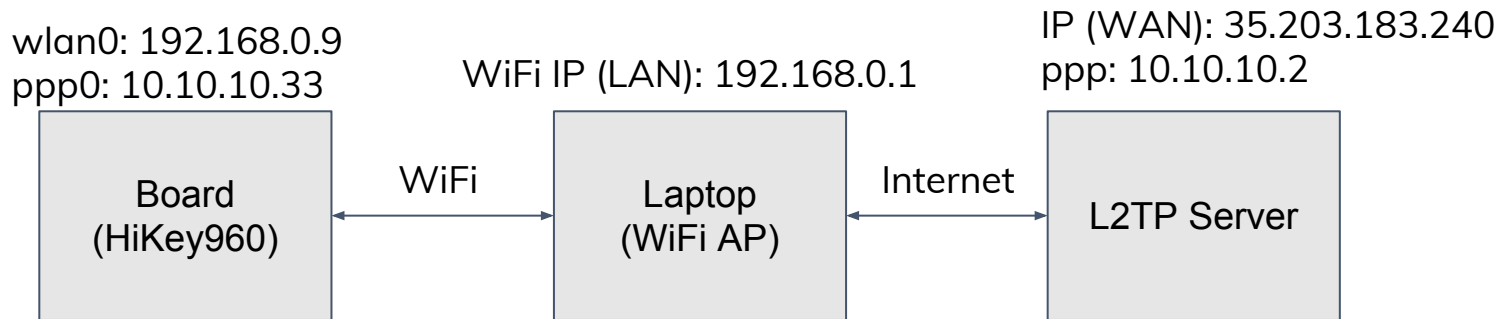 wlan0: 192.168.0.9
ppp0: 10.10.10.33
WiFi IP (LAN): 192.168.0.1
IP (WAN): 35.203.183.240
ppp: 10.10.10.2
Board
(HiKey960)
WiFi
Laptop
(WiFi AP)
Internet
L2TP Server